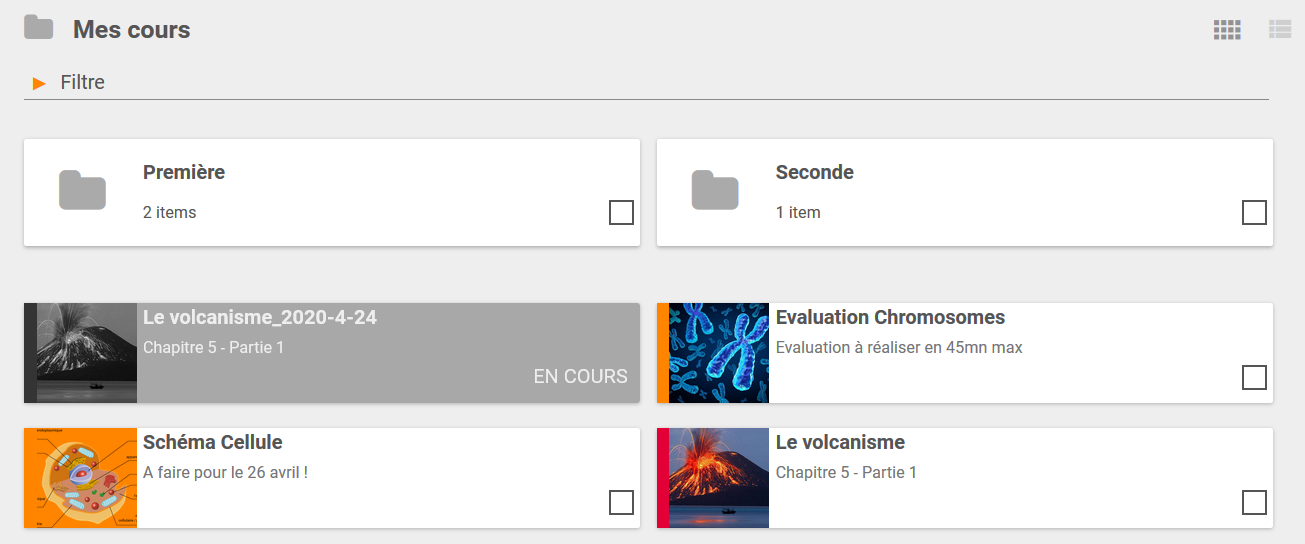 Mes cours
Filtre
Première
2 items
Seconde
1 item
Le volcanisme_2020-4-24
Chapitre 5 - Partie 1
EN COURS
Evaluation Chromosomes
Evaluation à réaliser en 45mn max
Schéma Cellule
A faire pour le 26 avril !
Le volcanisme
Chapitre 5 - Partie 1